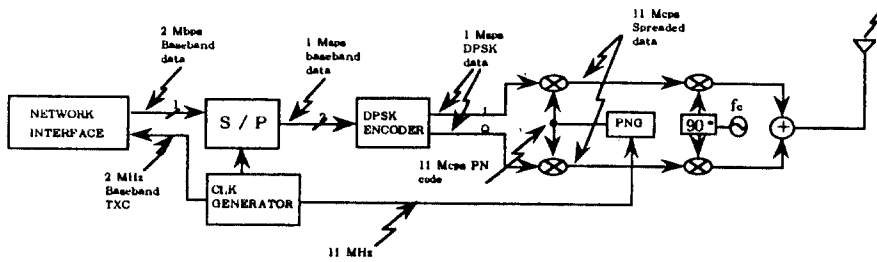 2 Mbps
Baseband
data
1 Msps
baseband
data
1 Msps
DPSK
data
11 Mcps
Spreaded
data
NETWORK
INTERFACE
1
S / P
2
DPSK
ENCODER
I
Q
PNG
90°
fc
11 Mcps PN
code
2 MHz
Baseband
TXC
CLK
GENERATOR
11 MHz